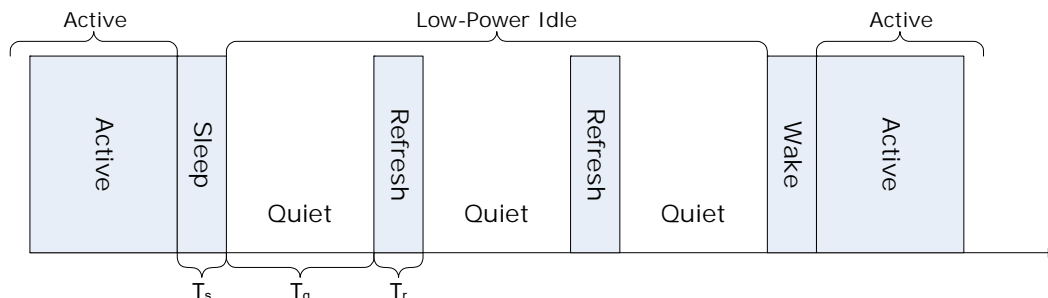 Active
Low-Power Idle
Active
Active
Sleep
Quiet
Refresh
Quiet
Refresh
Quiet
Wake
Active
Ts
Tq
Tr